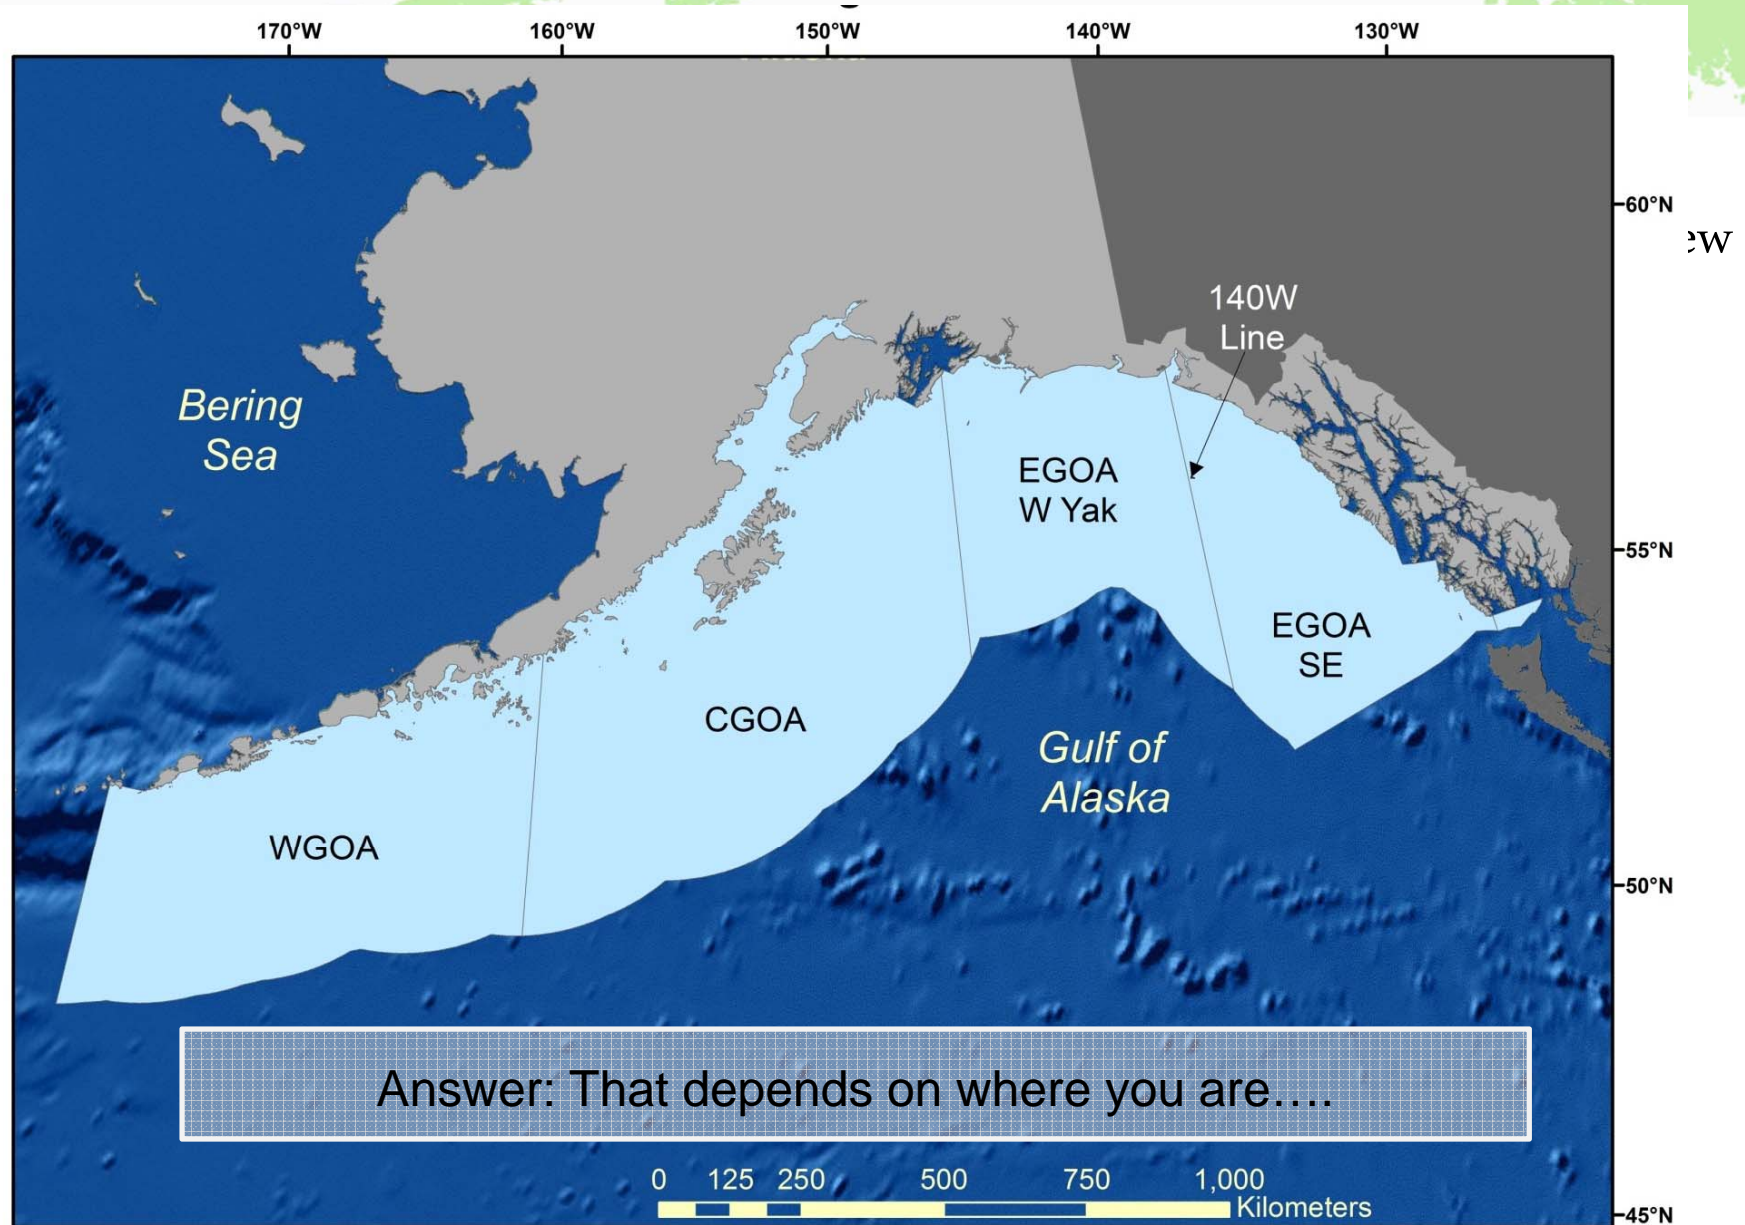 170°W 160°W 150°W 140°W 130°W
60°N
ew
140W
Line
Bering
Sea
EGOA
W Yak
55°N
EGOA
SE
CGOA
Gulf of
Alaska
WGOA
50°N
Answer: That depends on where you are....
0 125 250 500 750 1,000
Kilometers
45°N